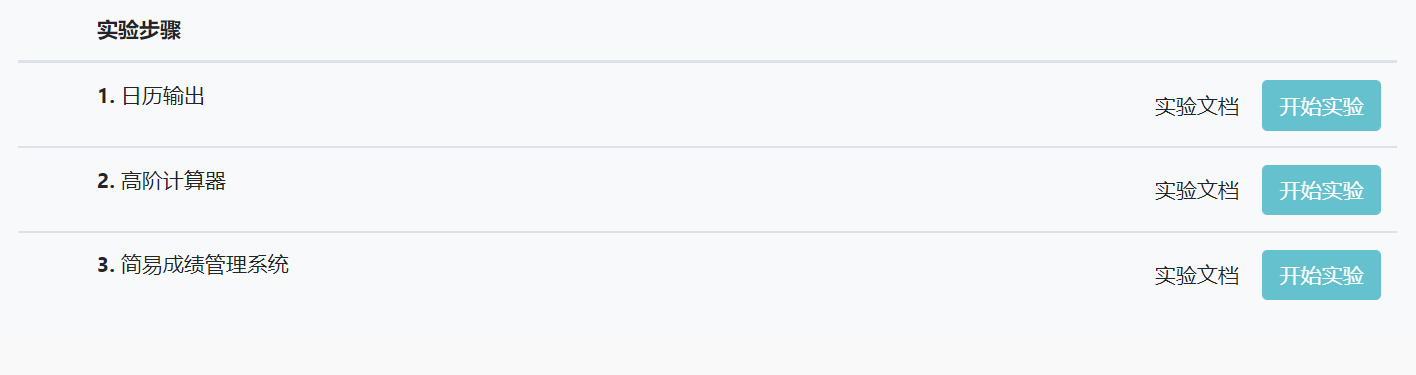 实验步骤
1. 日历输出
实验文档 开始实验
2. 高阶计算器
实验文档 开始实验
3. 简易成绩管理系统
实验文档 开始实验